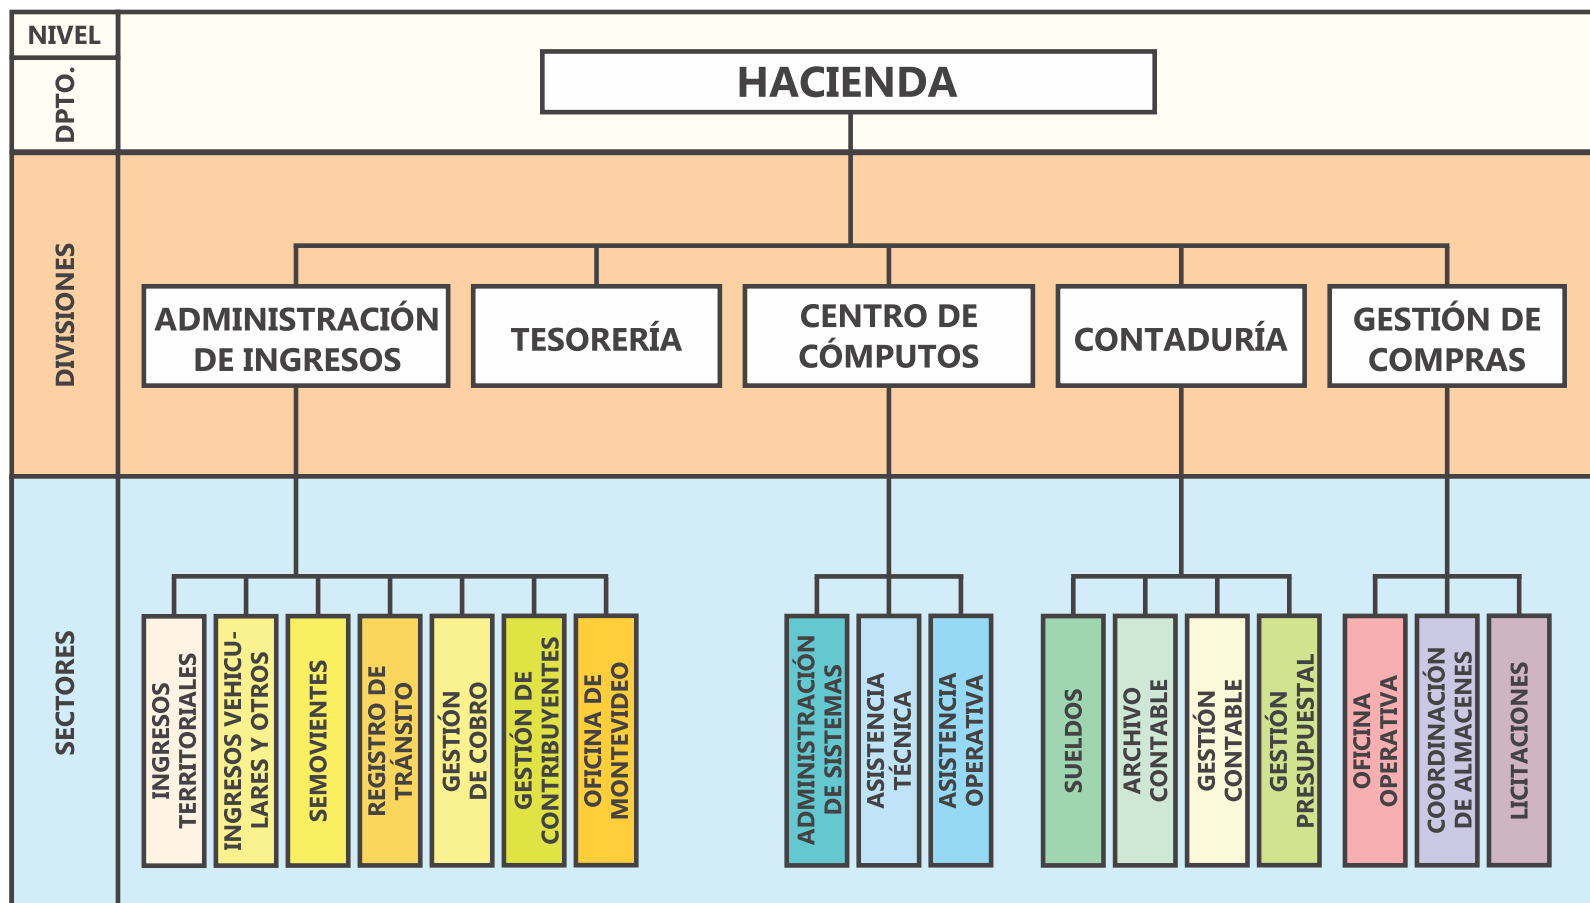 NIVEL
DPTO.
HACIENDA
DIVISIONES
ADMINISTRACIÓN
DE INGRESOS
TESORERÍA
CENTRO DE
CÓMPUTOS
CONTADURÍA
GESTIÓN DE
COMPRAS
SECTORES
INGRESOS
TERRITORIALES
INGRESOS VEHICU-
LARES Y OTROS
SEMOVIENTES
REGISTRO DE
TRÁNSITO
GESTIÓN
DE COBRO
GESTIÓN DE
CONTRIBUYENTES
OFICINA DE
MONTEVIDEO
ADMINISTRACIÓN
DE SISTEMAS
ASISTENCIA
TÉCNICA
ASISTENCIA
OPERATIVA
SUELDOS
ARCHIVO
CONTABLE
GESTIÓN
CONTABLE
GESTIÓN
PRESUPUESTAL
OFICINA
OPERATIVA
COORDINACIÓN
DE ALMACENES
LICITACIONES